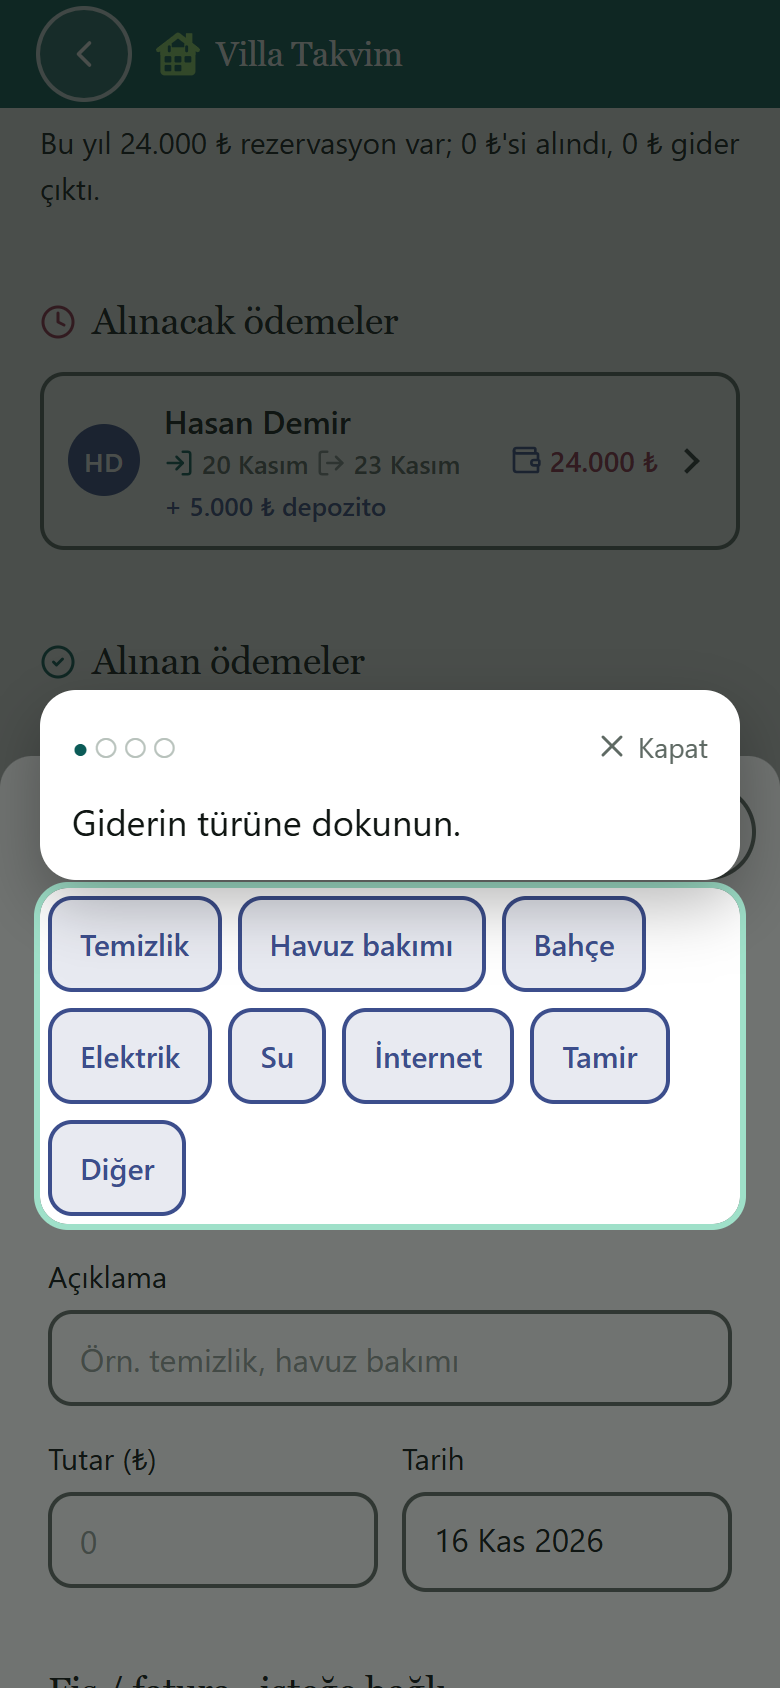 Villa Takvim
Bu yıl 24.000 ₺ rezervasyon var; 0 ₺'si alındı, 0 ₺ gider
çıktı.
Alınacak ödemeler
Hasan Demir
HD
20 Kasım 23 Kasım
24.000 ₺
+ 5.000 ₺ depozito
Alınan ödemeler
Kapat
Giderin türüne dokunun.
Temizlik Havuz bakımı Bahçe
Elektrik Su İnternet Tamir
Diğer
Açıklama
Örn. temizlik, havuz bakımı
Tutar (₺) Tarih
0 16 Kas 2026